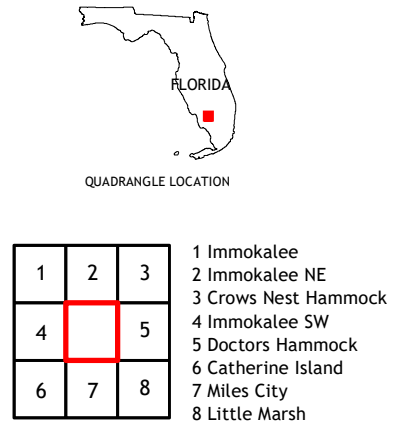 FLORIDA
QUADRANGLE LOCATION
1 2 3
4 5
6 7 8
1 Immokalee
2 Immokalee NE
3 Crows Nest Hammock
4 Immokalee SW
5 Doctors Hammock
6 Catherine Island
7 Miles City
8 Little Marsh